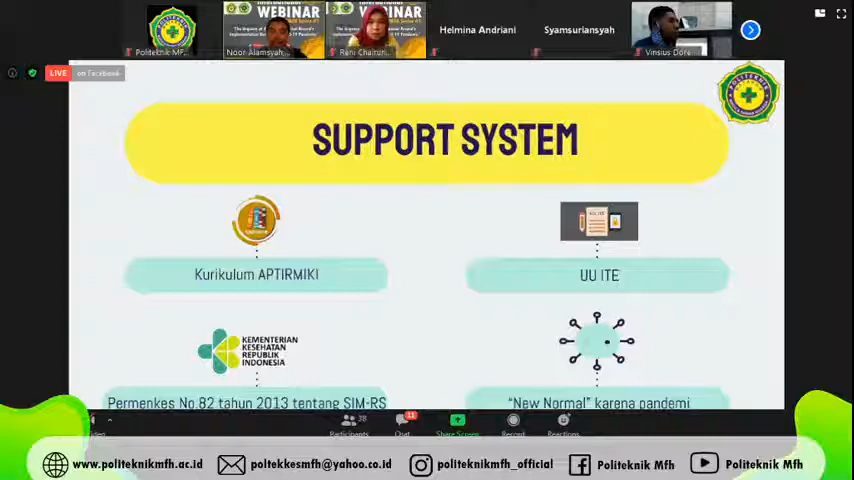 WEBINAR
WEBINAR
Politeknik MF...
Noor Alamsyah,...
Reni Chairun...
Helmina Andriani
Syamsuriansyah
Vinsius Dore...
LIVE on Facebook
POLITEKNIK
SUPPORT SYSTEM
Kurikulum APTIRMIKI
UU ITE
KEMENTERIAN
KESEHATAN
REPUBLIK
INDONESIA
Permenkes No.82 tahun 2013 tentang SIM-RS
“New Normal” karena pandemi
38
11
Participants
Chat
Share Screen
Record
Reactions
www.politeknikmfh.ac.id
poltekkesmfh@yahoo.co.id
politeknikmfh_official
Politeknik Mfh
Politeknik Mfh